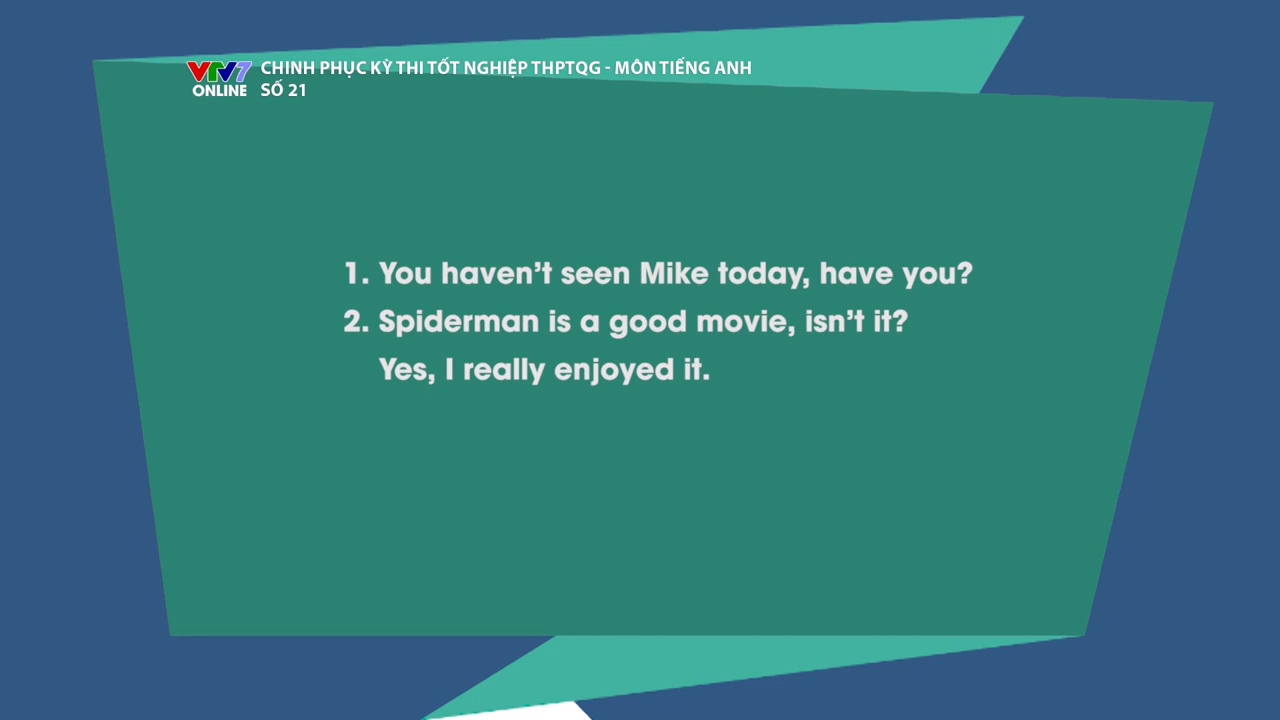 VTV7
ONLINE
CHINH PHỤC KỲ THI TỐT NGHIỆP THPTQG - MÔN TIẾNG ANH
SỐ 21
1. You haven't seen Mike today, have you?
2. Spiderman is a good movie, isn't it?
Yes, I really enjoyed it.